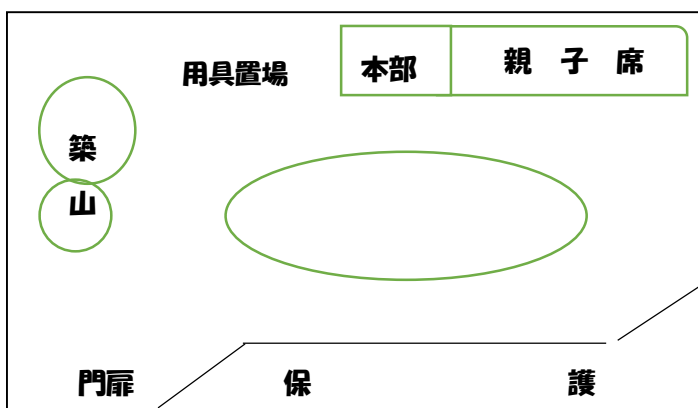 用具置場
本部
親 子 席
築
山
門扉
保 護